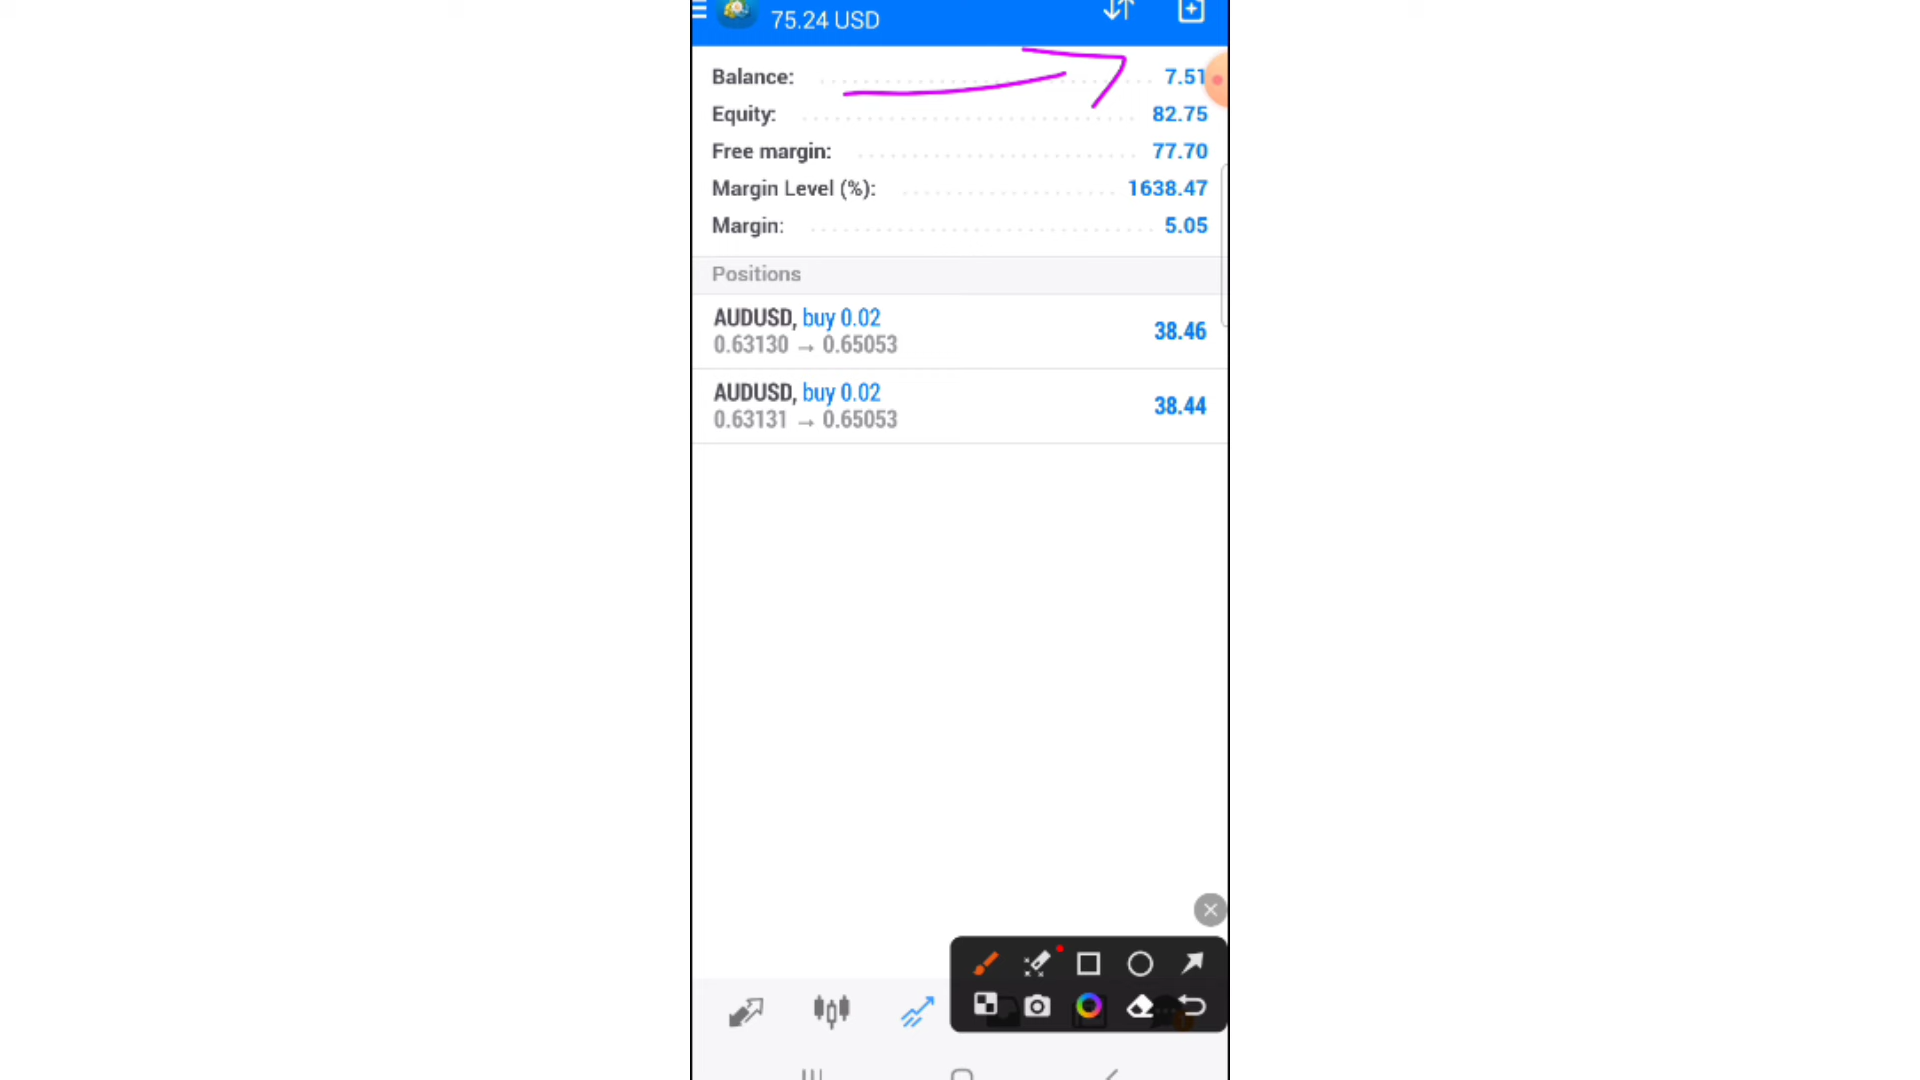 75.24 USD
Balance: 7.51
Equity: 82.75
Free margin: 77.70
Margin Level (%): 1638.47
Margin: 5.05
Positions
AUDUSD, buy 0.02
0.63130 → 0.65053
38.46
AUDUSD, buy 0.02
0.63131 → 0.65053
38.44